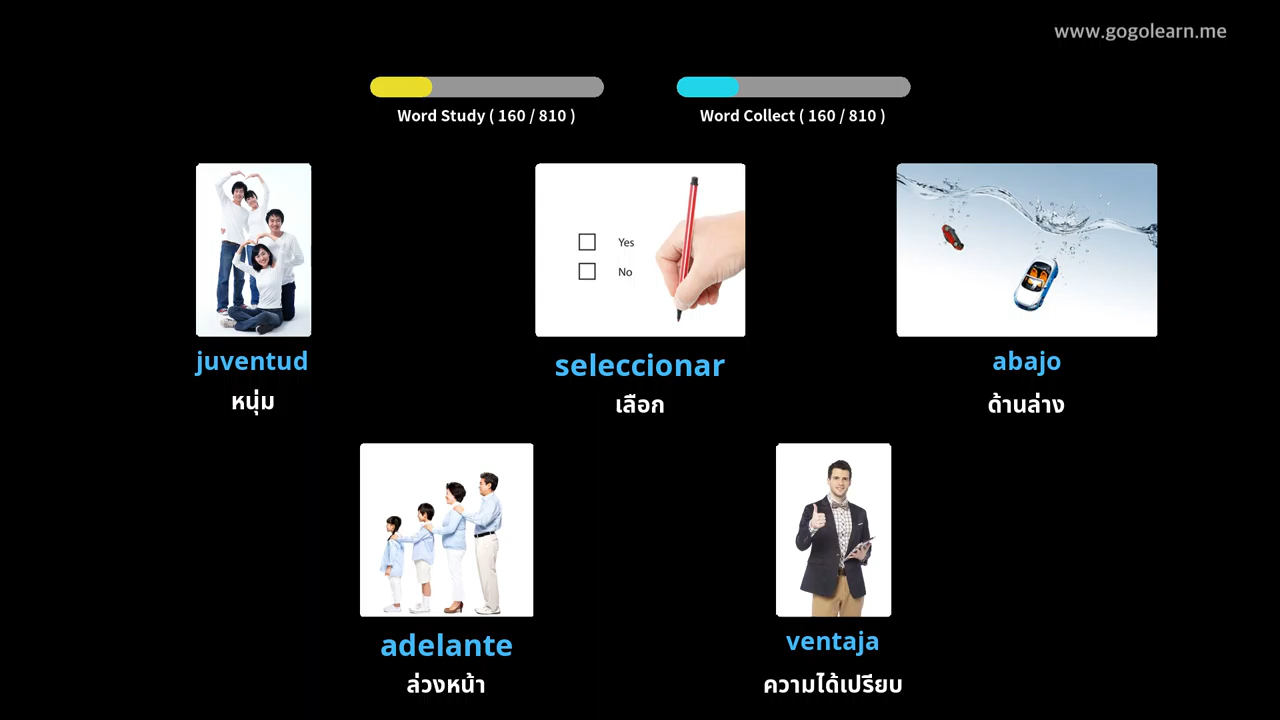 www.gogolearn.me
Word Study ( 160 / 810 )
Word Collect ( 160 / 810 )
Yes
No
juventud
หนุ่ม
seleccionar
เลือก
abajo
ด้านล่าง
adelante
ล่วงหน้า
ventaja
ความได้เปรียบ